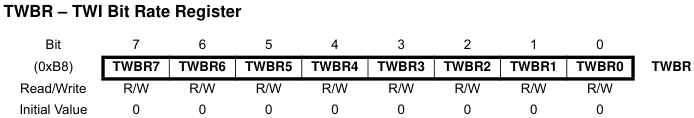 TWBR – TWI Bit Rate Register
Bit 7 6 5 4 3 2 1 0
(0xB8) TWBR7 TWBR6 TWBR5 TWBR4 TWBR3 TWBR2 TWBR1 TWBR0 TWBR
Read/Write R/W R/W R/W R/W R/W R/W R/W R/W
Initial Value 0 0 0 0 0 0 0 0